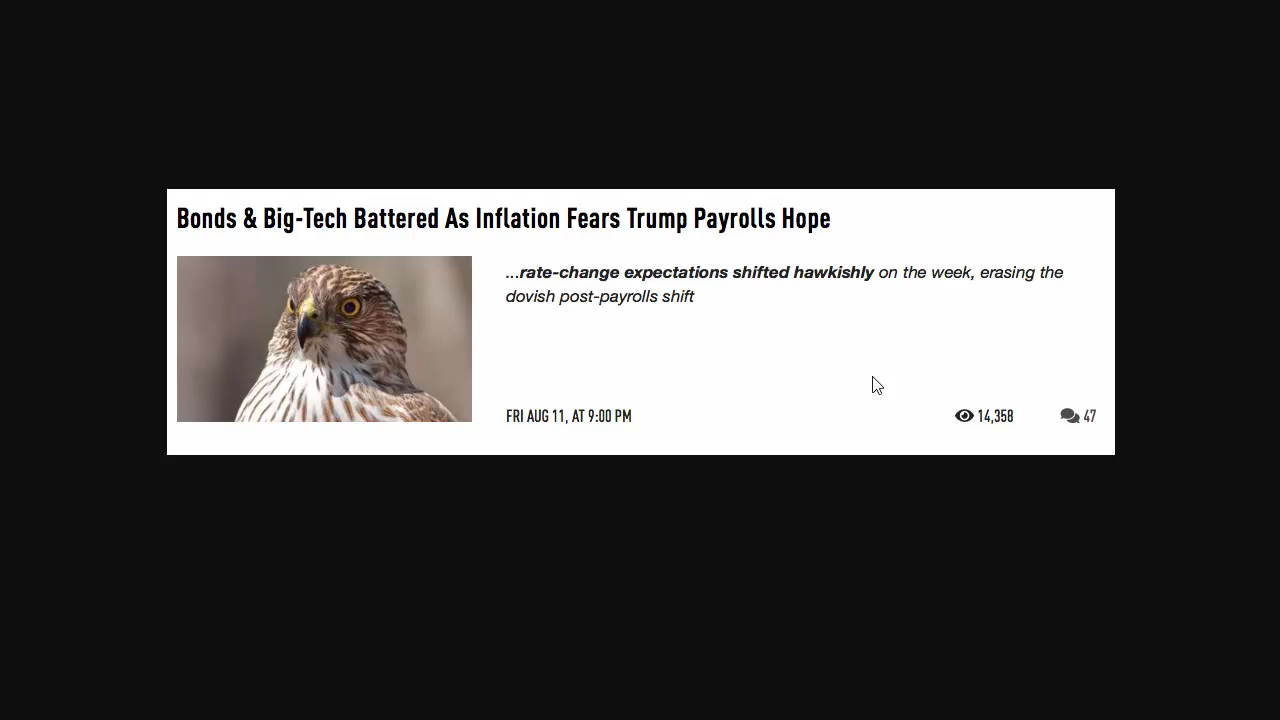 Bonds & Big-Tech Battered As Inflation Fears Trump Payrolls Hope
...rate-change expectations shifted hawkishly on the week, erasing the
dovish post-payrolls shift
FRI AUG 11, AT 9:00 PM
14,358
47